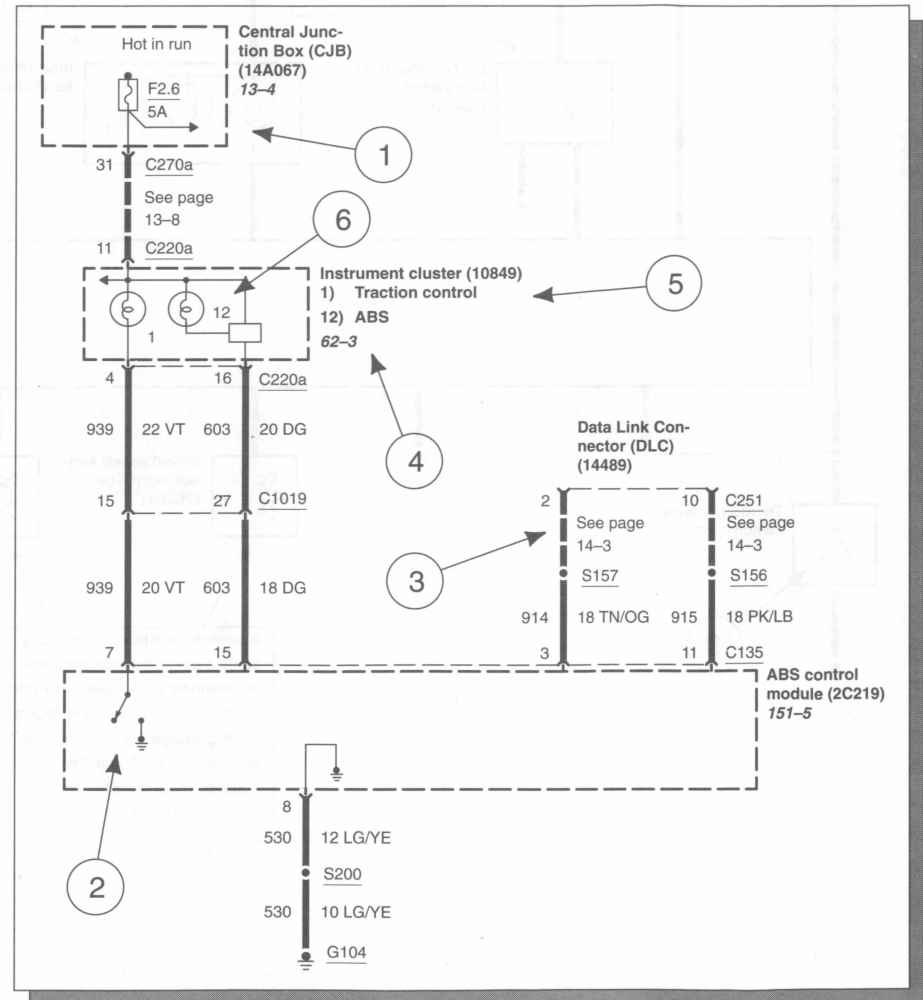 Hot in run
F2.6
5A
Central Junc-
tion Box (CJB)
(14A067)
13–4
1
31 C270a
See page
13–8
6
11 C220a
Instrument cluster (10849)
1) Traction control
12) ABS
62–3
5
12
1
4 16 C220a
4
939 22 VT 603 20 DG
15 27 C1019
Data Link Con-
nector (DLC)
(14489)
2 10 C251
See page See page
14–3 14–3
3
S157 S156
939 20 VT 603 18 DG
914 18 TN/OG 915 18 PK/LB
7 15 3 11 C135
ABS control
module (2C219)
151–5
2
8
530 12 LG/YE
S200
530 10 LG/YE
G104